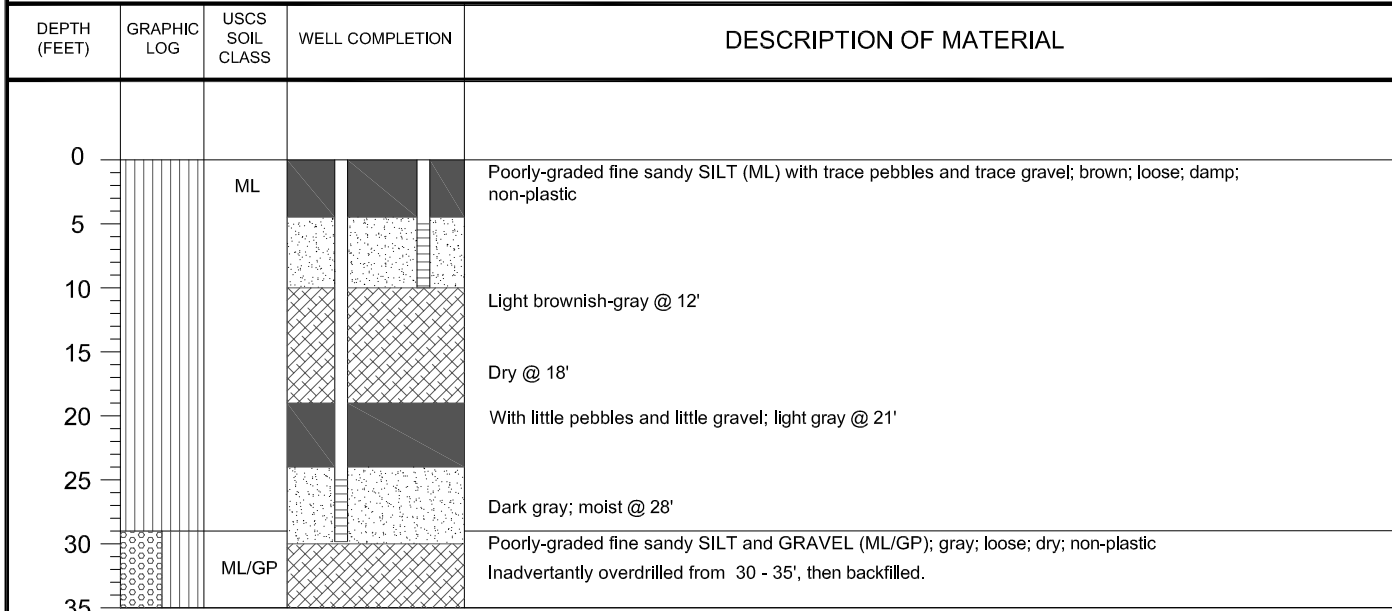 DEPTH
(FEET)
GRAPHIC
LOG
USCS
SOIL
CLASS
WELL COMPLETION
DESCRIPTION OF MATERIAL
0
ML
Poorly-graded fine sandy SILT (ML) with trace pebbles and trace gravel; brown; loose; damp;
non-plastic
5
10
Light brownish-gray @ 12'
15
Dry @ 18'
20
With little pebbles and little gravel; light gray @ 21'
25
Dark gray; moist @ 28'
30
Poorly-graded fine sandy SILT and GRAVEL (ML/GP); gray; loose; dry; non-plastic
ML/GP
Inadvertantly overdrilled from 30 - 35', then backfilled.
35